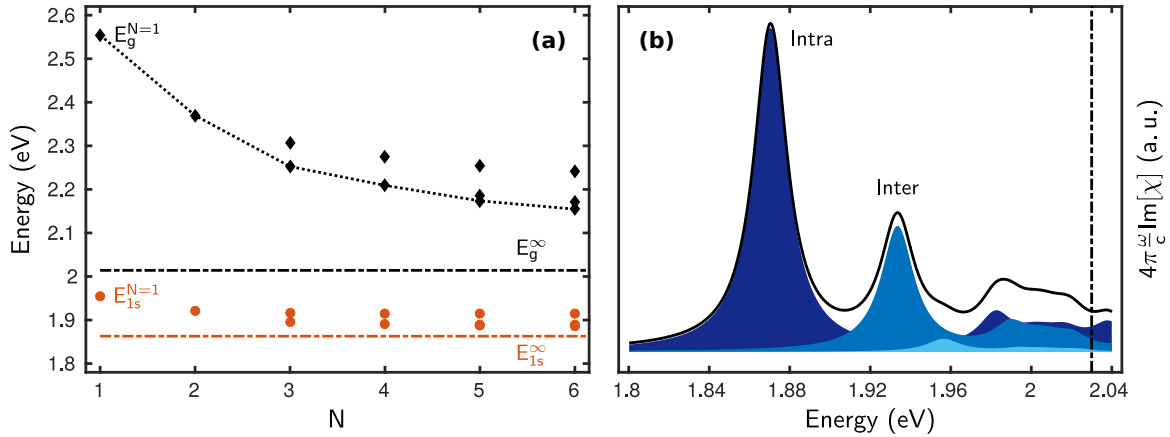 (a)
E_g^{N=1}
E_g^∞
E_{1s}^{N=1}
E_{1s}^∞
2.6
2.5
2.4
2.3
2.2
2.1
2
1.9
1.8
Energy (eV)
1 2 3 4 5 6
N
(b)
Intra
Inter
1.8 1.84 1.88 1.92 1.96 2 2.04
Energy (eV)
4π ω/c Im[χ] (a. u.)